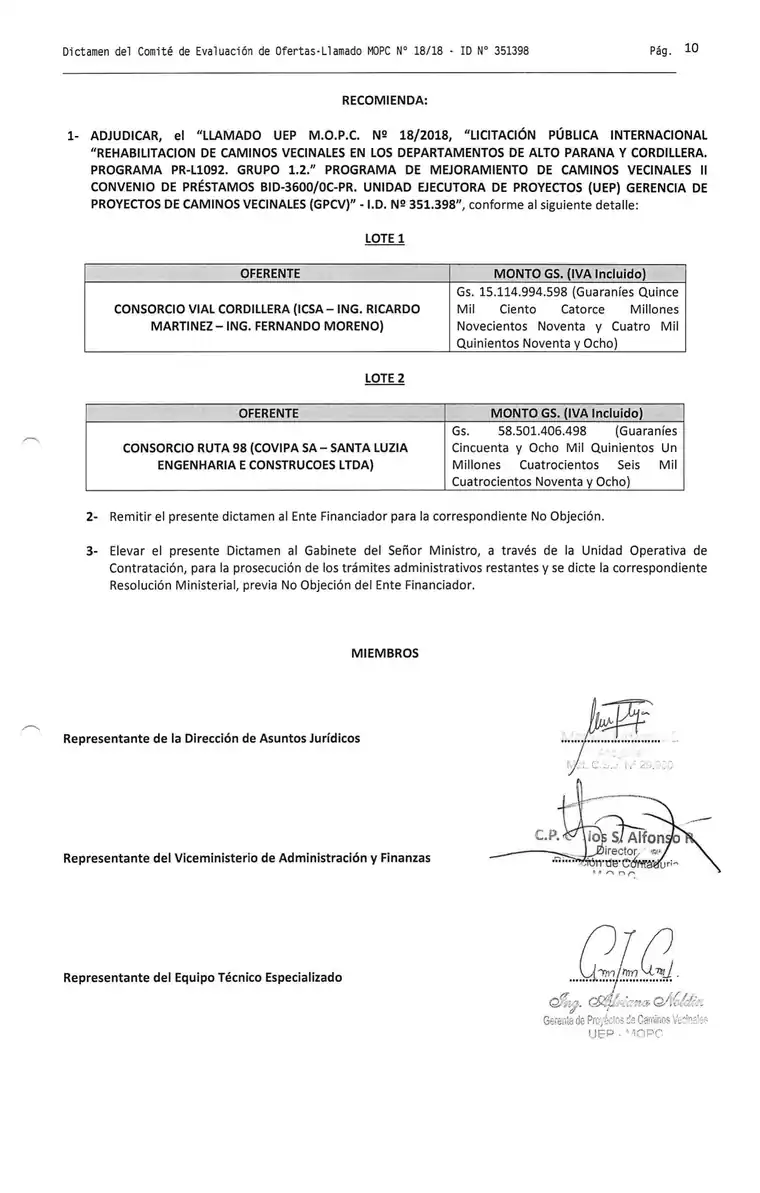 Dictamen del Comité de Evaluación de Ofertas-Llamado MOPC N° 18/18 - ID N° 351398 Pág. 10
RECOMIENDA:
1- ADJUDICAR, el “LLAMADO UEP M.O.P.C. Nº 18/2018, “LICITACIÓN PÚBLICA INTERNACIONAL
“REHABILITACION DE CAMINOS VECINALES EN LOS DEPARTAMENTOS DE ALTO PARANA Y CORDILLERA.
PROGRAMA PR-L1092. GRUPO 1.2.” PROGRAMA DE MEJORAMIENTO DE CAMINOS VECINALES II
CONVENIO DE PRÉSTAMOS BID-3600/0C-PR. UNIDAD EJECUTORA DE PROYECTOS (UEP) GERENCIA DE
PROYECTOS DE CAMINOS VECINALES (GPCV)” - I.D. Nº 351.398”, conforme al siguiente detalle:
LOTE 1
OFERENTE MONTO GS. (IVA Incluido)
CONSORCIO VIAL CORDILLERA (ICSA – ING. RICARDO
MARTINEZ – ING. FERNANDO MORENO)
Gs. 15.114.994.598 (Guaraníes Quince
Mil Ciento Catorce Millones
Novecientos Noventa y Cuatro Mil
Quinientos Noventa y Ocho)
LOTE 2
OFERENTE MONTO GS. (IVA Incluido)
CONSORCIO RUTA 98 (COVIPA SA – SANTA LUZIA
ENGENHARIA E CONSTRUCOES LTDA)
Gs. 58.501.406.498 (Guaraníes
Cincuenta y Ocho Mil Quinientos Un
Millones Cuatrocientos Seis Mil
Cuatrocientos Noventa y Ocho)
2- Remitir el presente dictamen al Ente Financiador para la correspondiente No Objeción.
3- Elevar el presente Dictamen al Gabinete del Señor Ministro, a través de la Unidad Operativa de
Contratación, para la prosecución de los trámites administrativos restantes y se dicte la correspondiente
Resolución Ministerial, previa No Objeción del Ente Financiador.
MIEMBROS
Representante de la Dirección de Asuntos Jurídicos
C.P. S. Alfonso R.
Director
Representante del Viceministerio de Administración y Finanzas
de
MOPC
Representante del Equipo Técnico Especializado
Ing. Adriana Noldin
Gerenta de Proyectos de Caminos Vecinales
UEP - MOPC